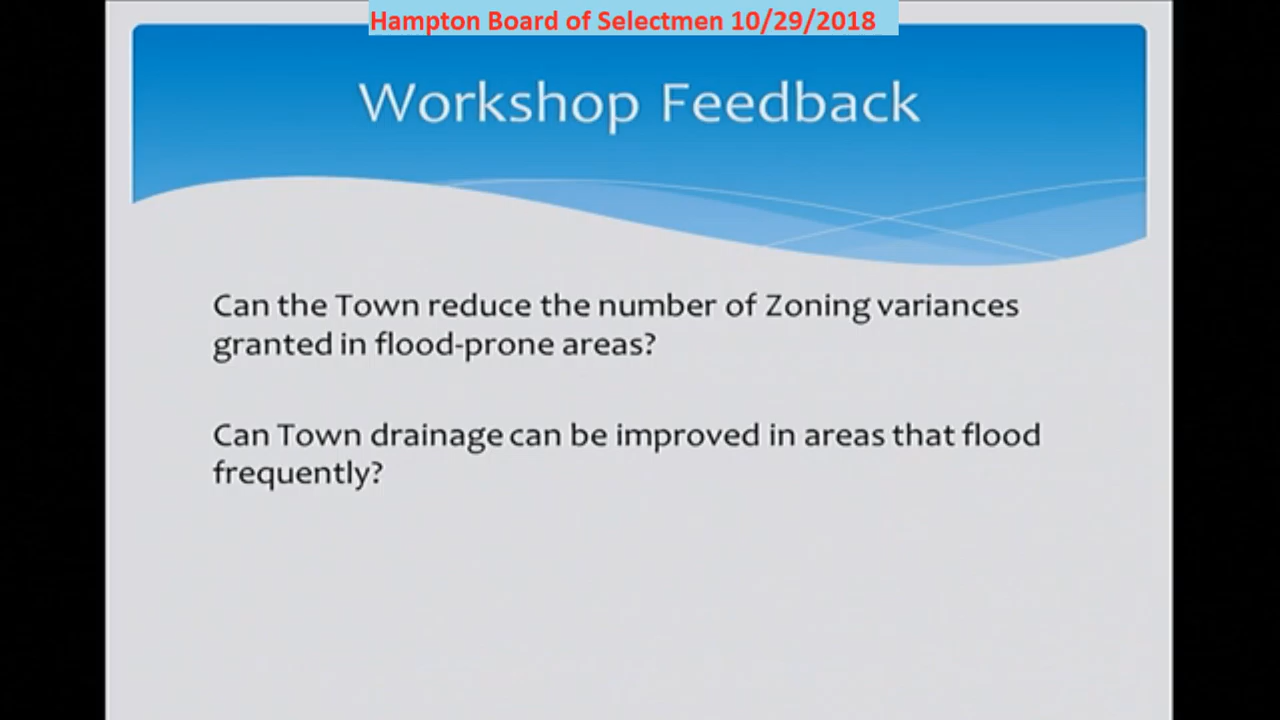 Hampton Board of Selectmen 10/29/2018
Workshop Feedback
Can the Town reduce the number of Zoning variances
granted in flood-prone areas?
Can Town drainage can be improved in areas that flood
frequently?